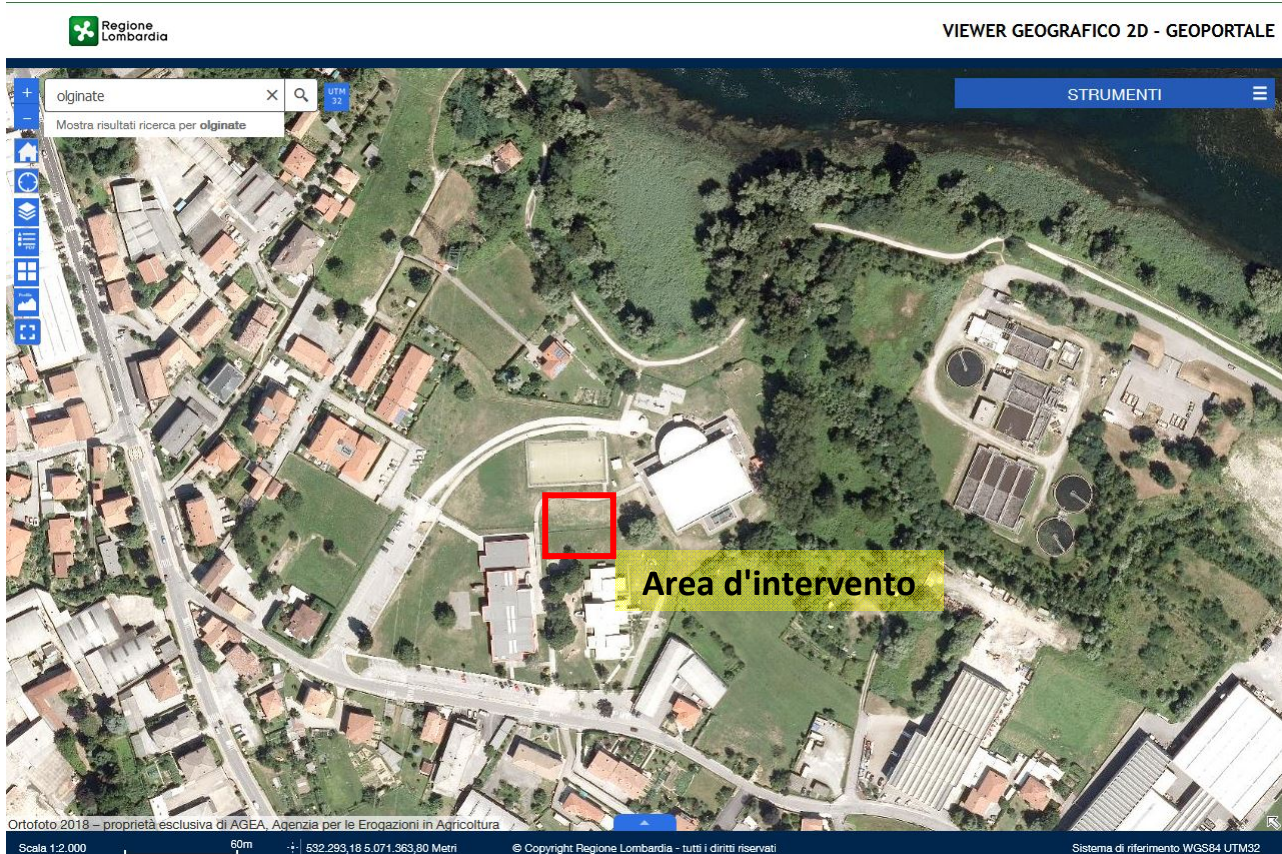 Regione
Lombardia
VIEWER GEOGRAFICO 2D - GEOPORTALE
+
olginate
UTM
32
STRUMENTI
-
Mostra risultati ricerca per olginate
PDF
Profilo
Area d'intervento
Ortofoto 2018 – proprietà esclusiva di AGEA, Agenzia per le Erogazioni in Agricoltura
Scala 1:2.000
60m
532.293,18 5.071.363,80 Metri
© Copyright Regione Lombardia - tutti i diritti riservati
Sistema di riferimento WGS84 UTM32